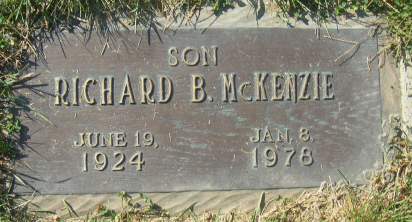 SON
RICHARD B. McKENZIE
JUNE 19, JAN. 8,
1924 1978